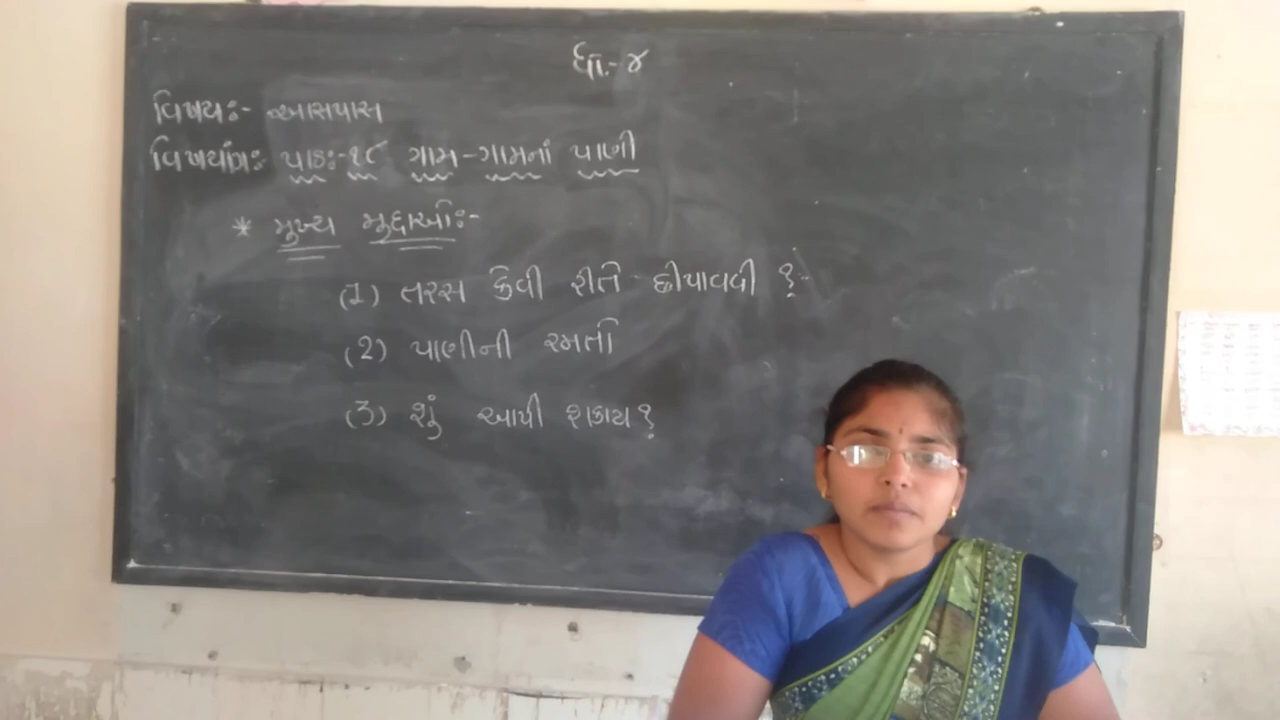 ધો.- ૪
વિષય:- આસપાસ
વિષયાંગ: પાઠ:-૧૮ ગામ-ગામનાં પાણી
* મુખ્ય મુદ્દાઓ:-
(1) તરસ કેવી રીતે છીપાવવી ?-
(2) પાણીની રમતો
(3) શું આપી શકાય ?